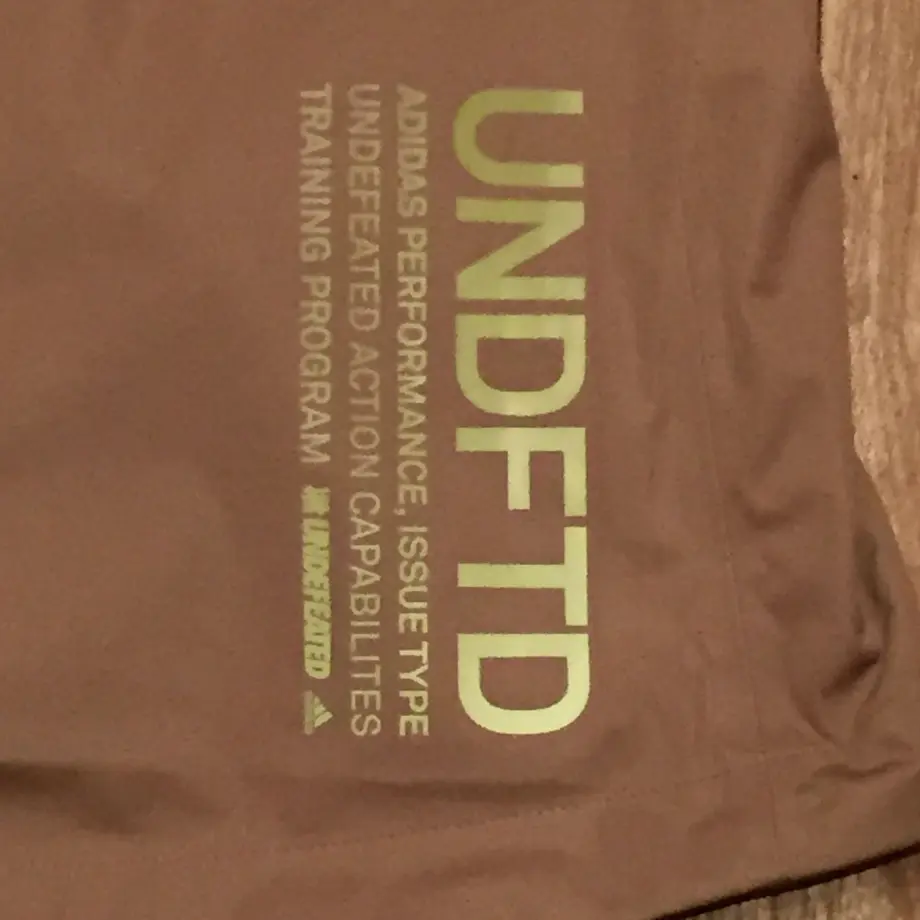 UNDFTD
ADIDAS PERFORMANCE, ISSUE TYPE
UNDEFEATED ACTION CAPABILITES
TRAINING PROGRAM UNDEFEATED